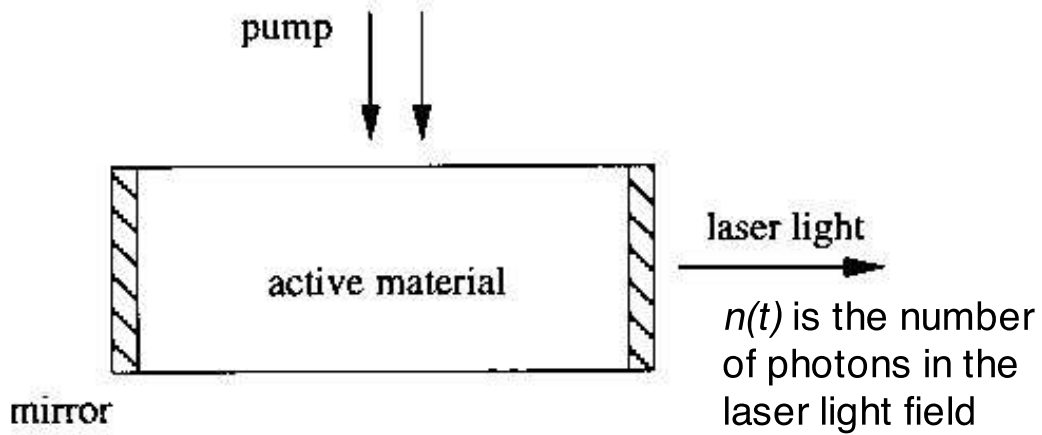 pump
active material
laser light
n(t) is the number
of photons in the
laser light field
mirror